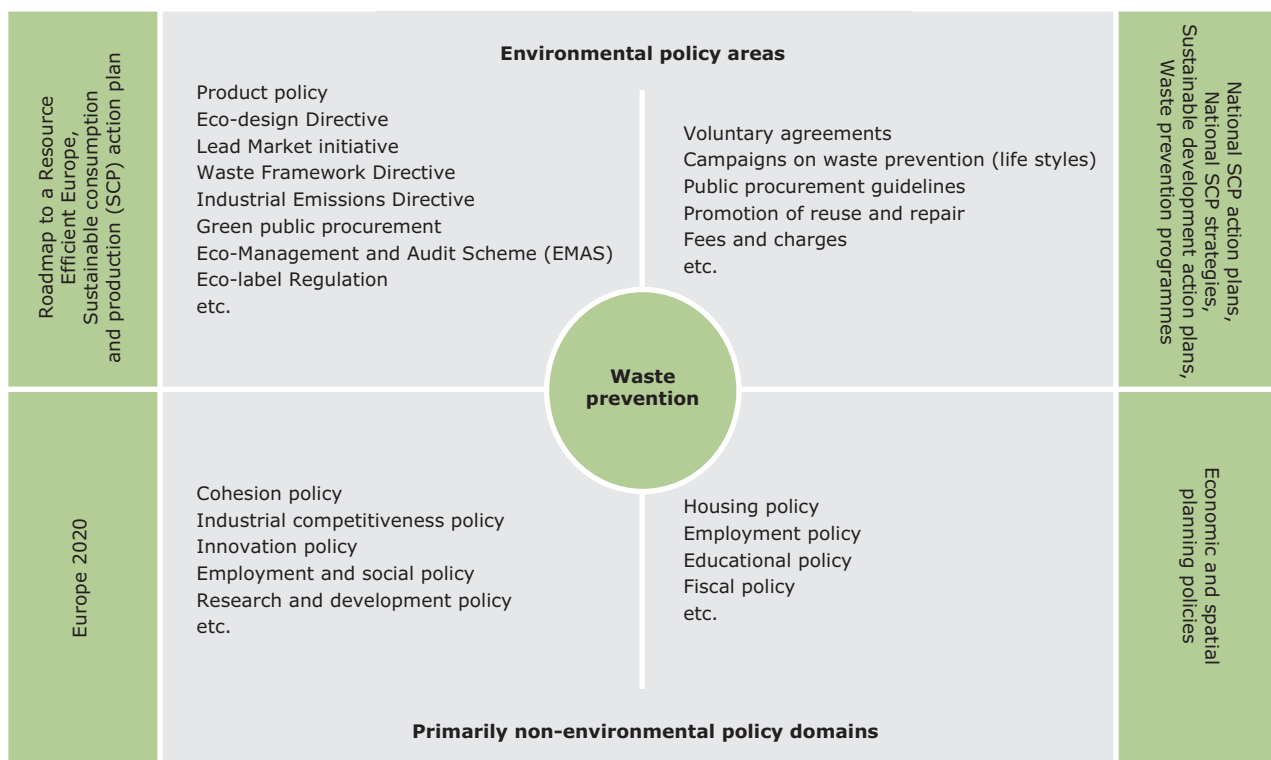 Environmental policy areas
Roadmap to a Resource
Efficient Europe,
Sustainable consumption
and production (SCP) action plan
Product policy
Eco-design Directive
Lead Market initiative
Waste Framework Directive
Industrial Emissions Directive
Green public procurement
Eco-Management and Audit Scheme (EMAS)
Eco-label Regulation
etc.
Voluntary agreements
Campaigns on waste prevention (life styles)
Public procurement guidelines
Promotion of reuse and repair
Fees and charges
etc.
National SCP action plans,
National SCP strategies,
Sustainable development action plans,
Waste prevention programmes
Waste
prevention
Europe 2020
Cohesion policy
Industrial competitiveness policy
Innovation policy
Employment and social policy
Research and development policy
etc.
Housing policy
Employment policy
Educational policy
Fiscal policy
etc.
Economic and spatial
planning policies
Primarily non-environmental policy domains